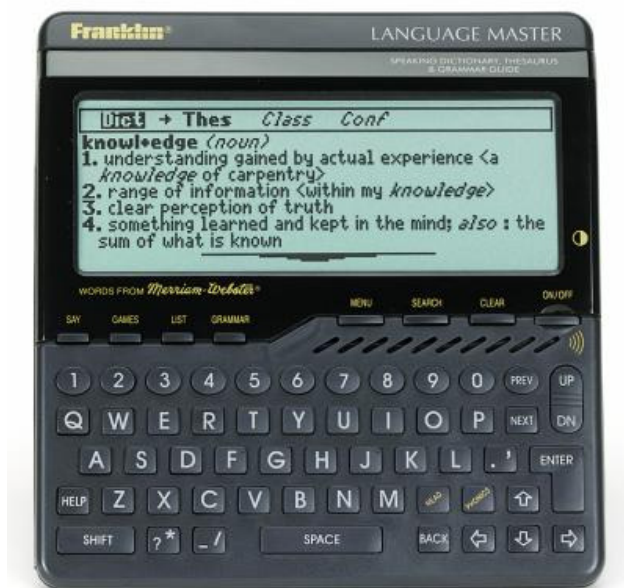 Franklin®
LANGUAGE MASTER
SPEAKING DICTIONARY, THESAURUS
& GRAMMAR GUIDE
Dict → Thes Class Conf
knowl•edge (noun)
1. understanding gained by actual experience <a
knowledge of carpentry>
2. range of information <within my knowledge>
3. clear perception of truth
4. something learned and kept in the mind; also : the
sum of what is known
WORDS FROM Merriam-Webster®
SAY GAMES LIST GRAMMAR MENU SEARCH CLEAR ON/OFF
1 2 3 4 5 6 7 8 9 0 PREV UP
Q W E R T Y U I O P NEXT DN
A S D F G H J K L . ' ENTER
HELP Z X C V B N M READ PHONICS
SHIFT ? * - / SPACE BACK